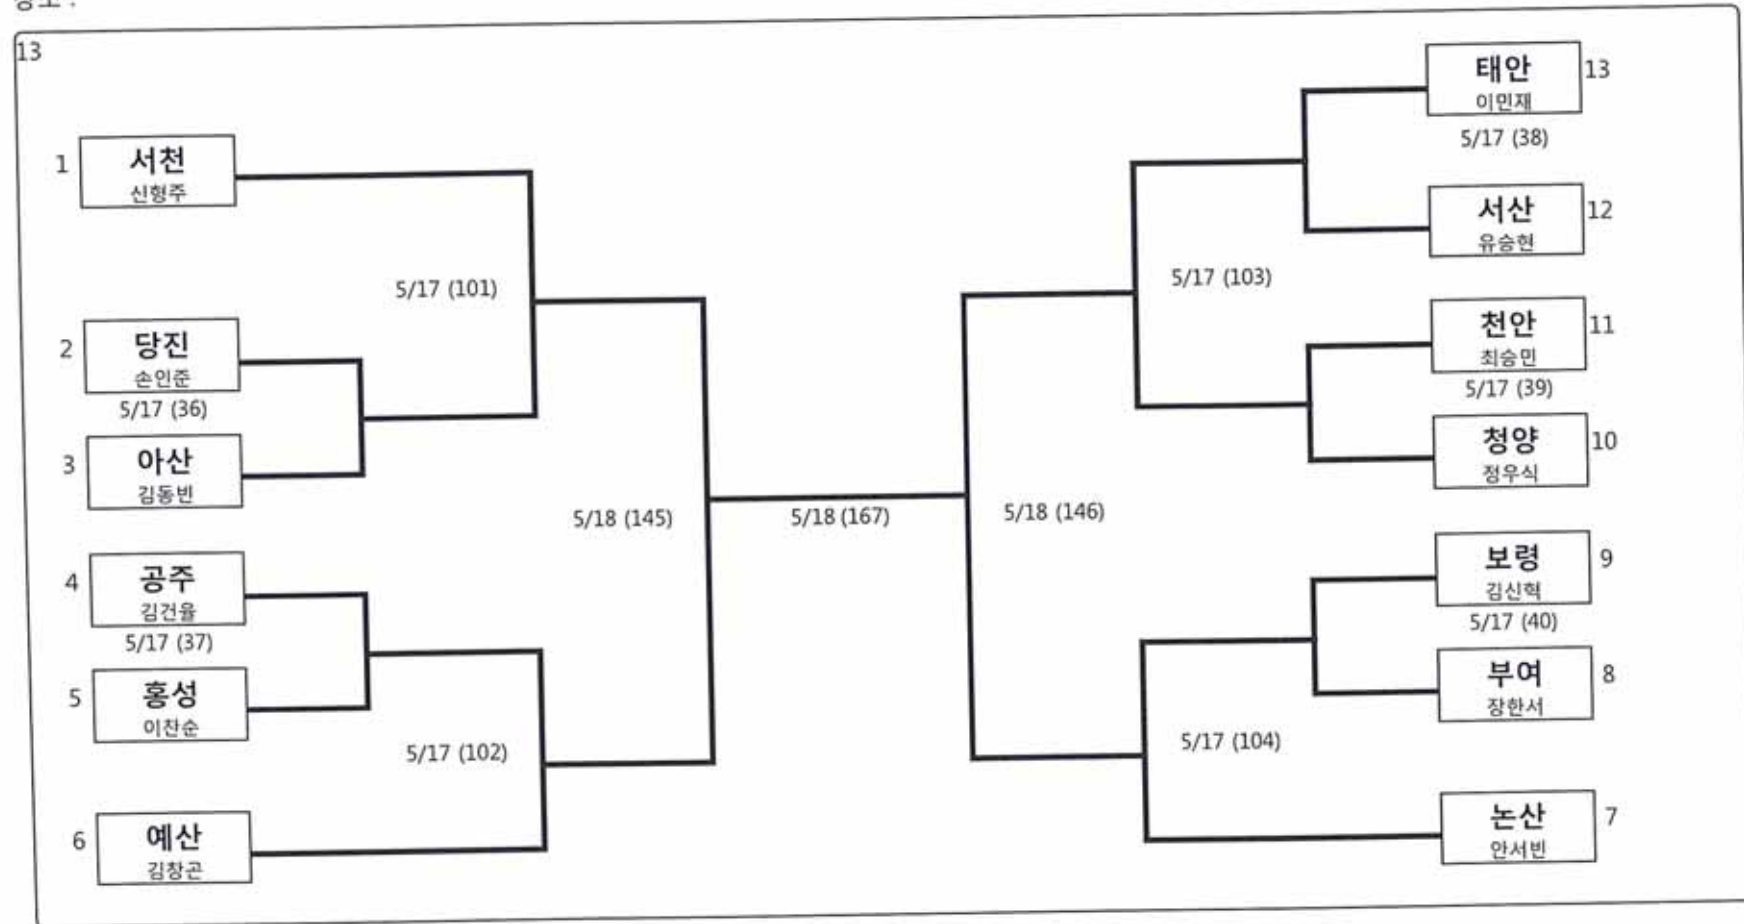 장소 :
13
1
서천
신형주
2
당진
손인준
5/17 (36)
3
아산
김동빈
4
공주
김건율
5/17 (37)
5
홍성
이찬순
6
예산
김창곤
5/17 (101)
5/17 (102)
5/18 (145)
5/18 (167)
5/18 (146)
5/17 (103)
5/17 (104)
태안
13
이민재
5/17 (38)
서산
12
유승현
천안
11
최승민
5/17 (39)
청양
10
정우식
보령
9
김신혁
5/17 (40)
부여
8
장한서
논산
7
안서빈